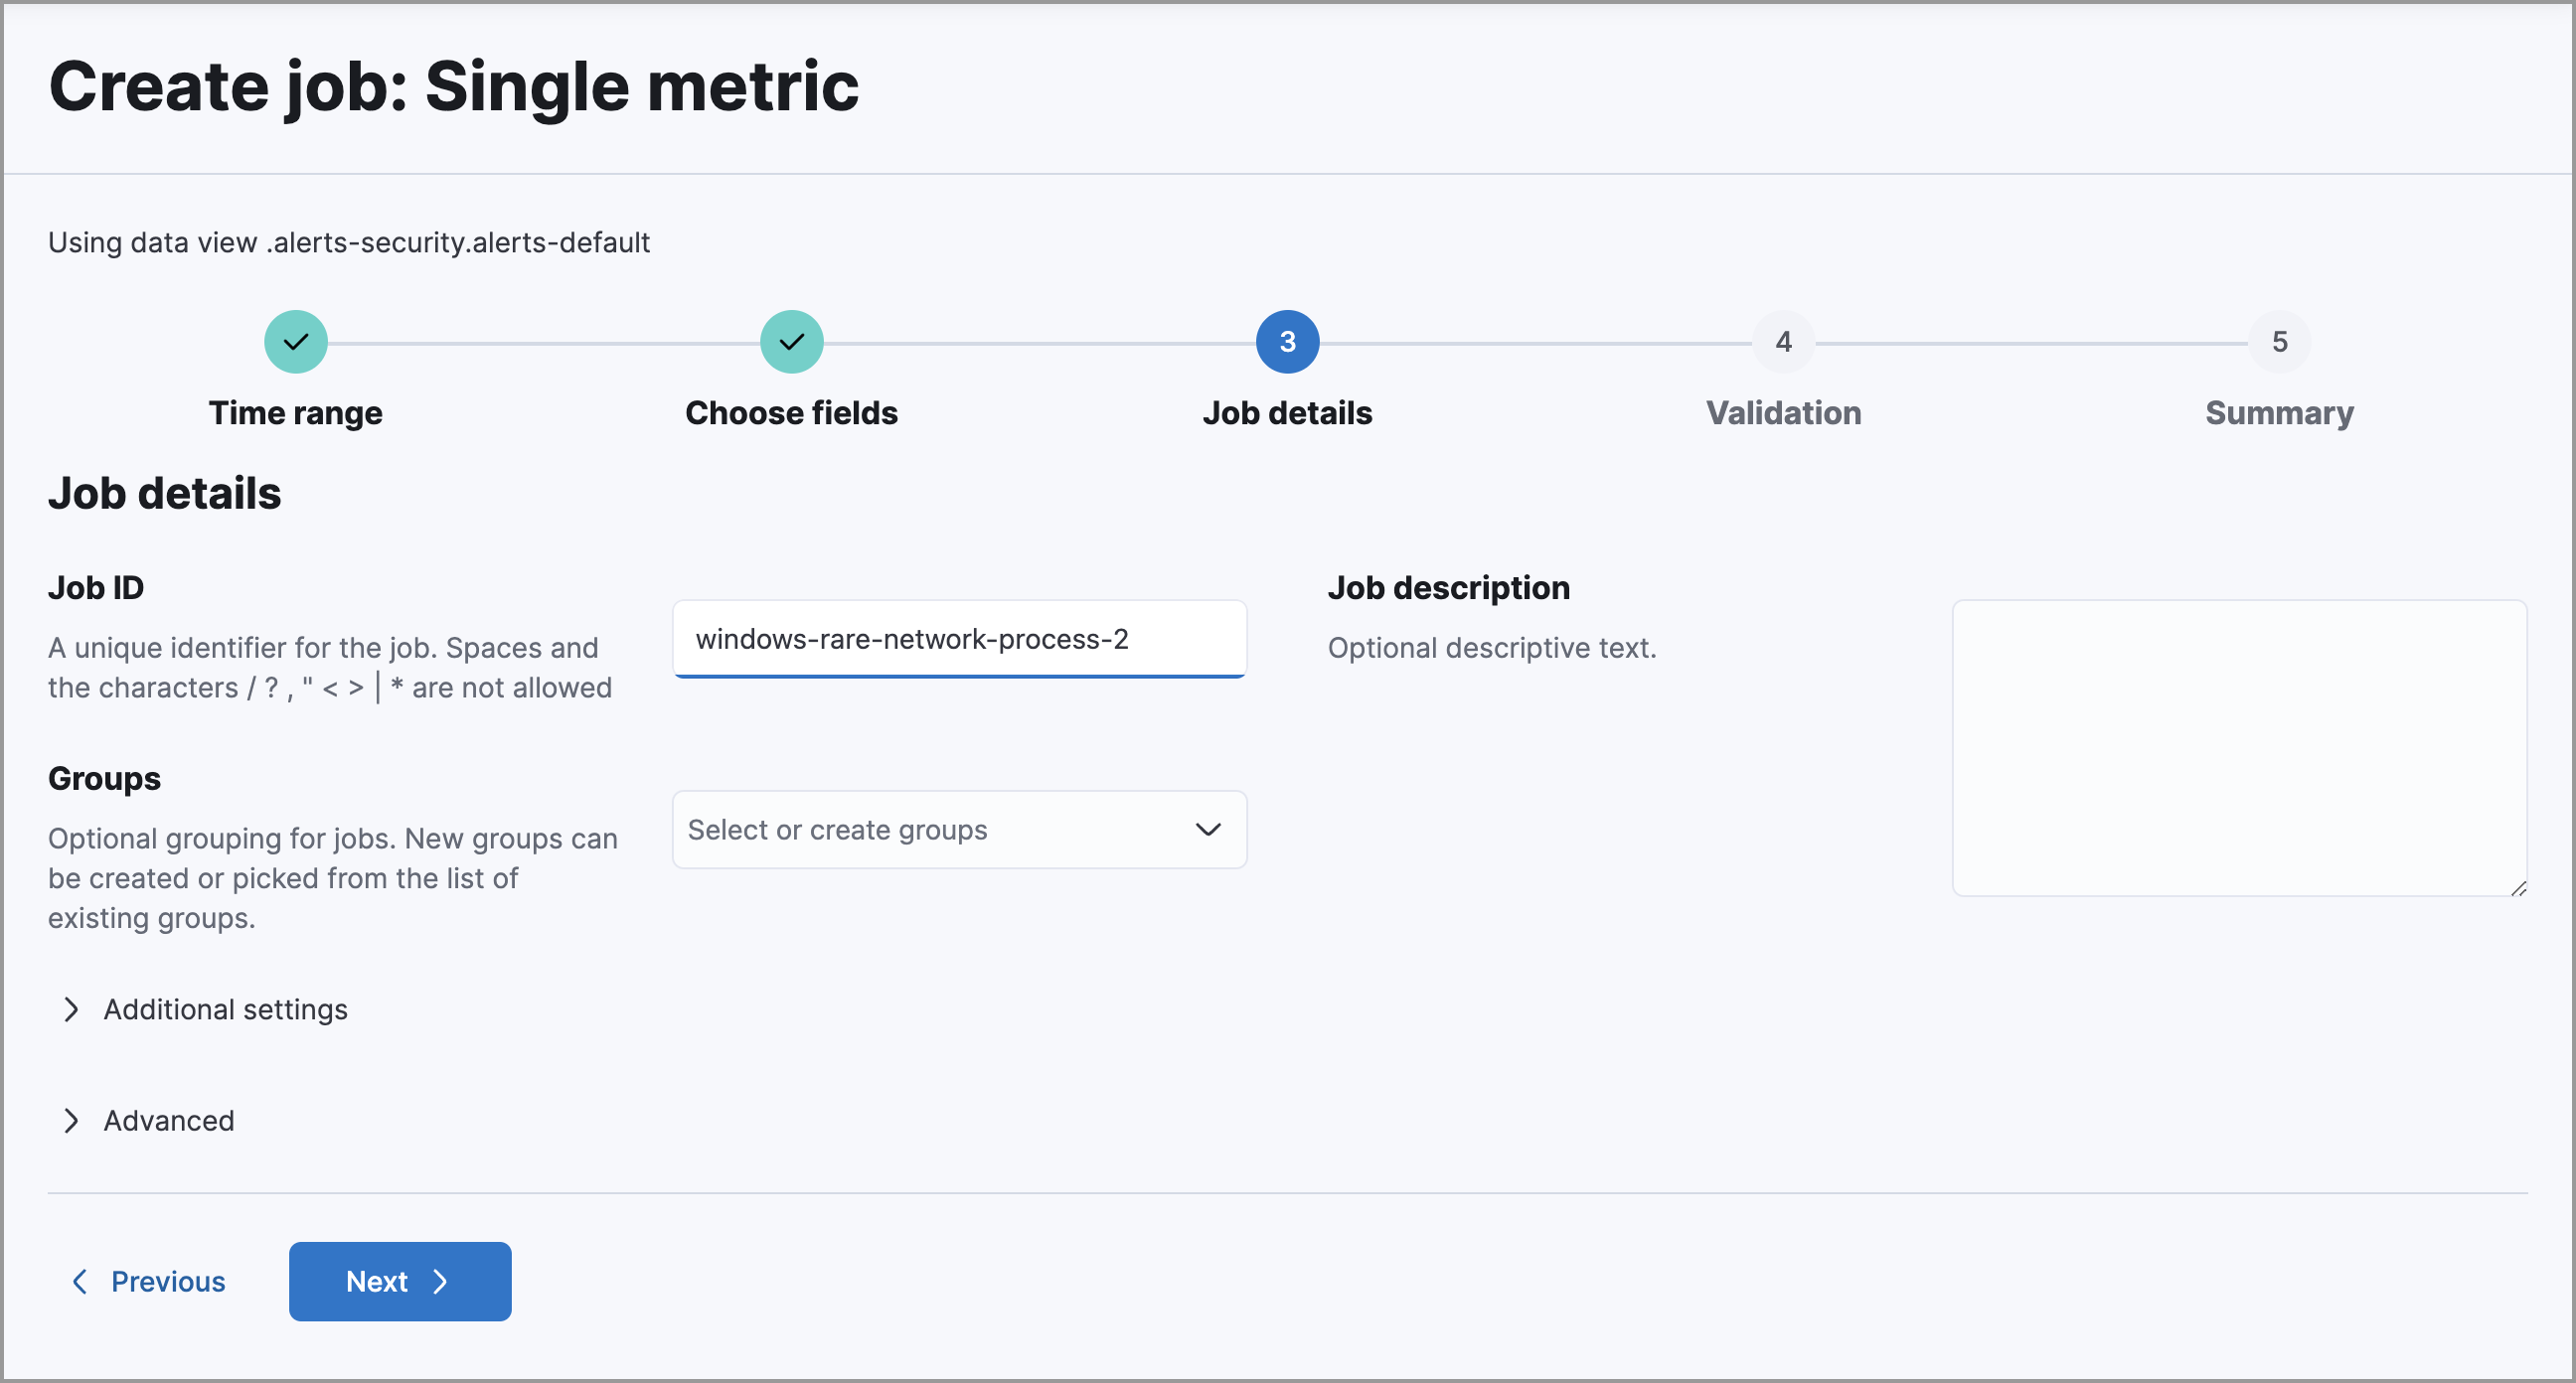 Create job: Single metric
Using data view .alerts-security.alerts-default
3
4
5
Time range
Choose fields
Job details
Validation
Summary
Job details
Job ID
A unique identifier for the job. Spaces and
the characters / ? , " < > | * are not allowed
windows-rare-network-process-2
Job description
Optional descriptive text.
Groups
Optional grouping for jobs. New groups can
be created or picked from the list of
existing groups.
Select or create groups
Additional settings
Advanced
Previous
Next